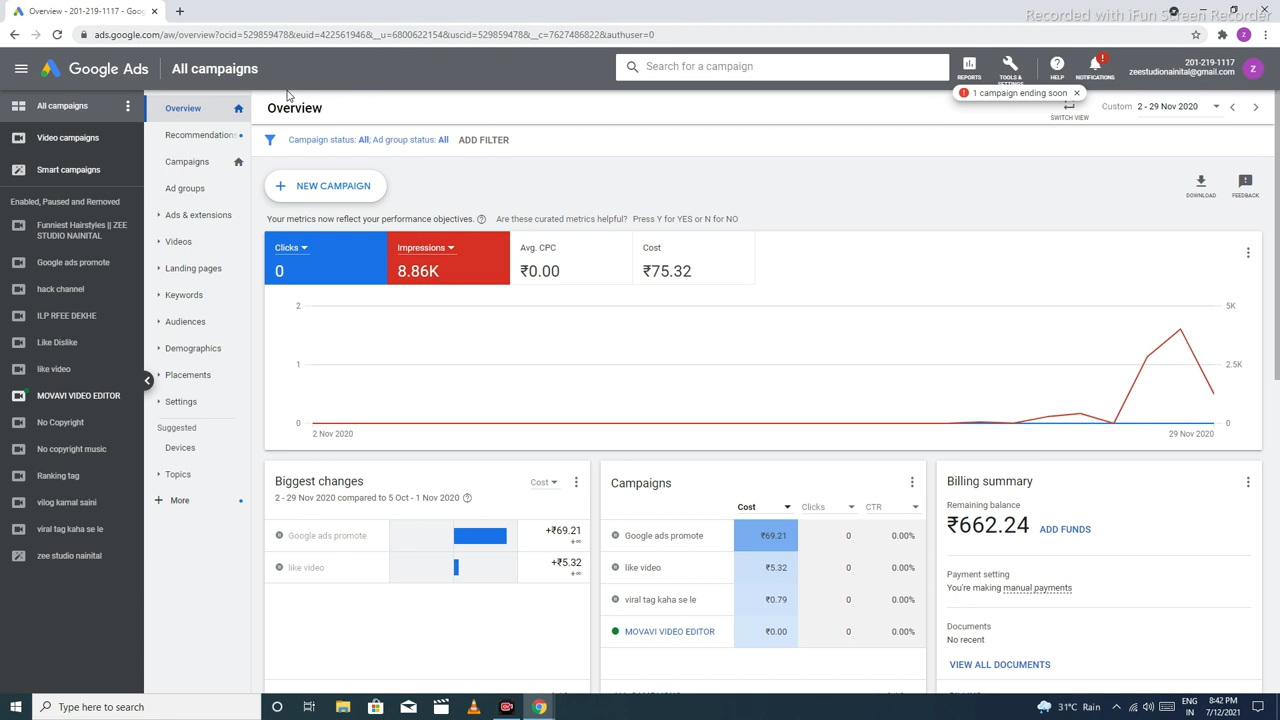 Overview - 201-219-1117 - Goog
Recorded with iFun Screen Recorder
ads.google.com/aw/overview?ocid=529859478&euid=422561946&__u=6800622154&uscid=529859478&__c=7627486822&authuser=0
Z
Google Ads
All campaigns
Search for a campaign
REPORTS
TOOLS &
SETTINGS
HELP
!
NOTIFICATIONS
201-219-1117
zeestudionainital@gmail.com
Z
! 1 campaign ending soon
All campaigns
Video campaigns
Smart campaigns
Enabled, Paused and Removed
Funniest Hairstyles || ZEE
STUDIO NAINITAL
Google ads promote
hack channel
ILP RFEE DEKHE
Like Dislike
like video
MOVAVI VIDEO EDITOR
No Copyright
No copyright music
Ranking tag
vilog kamal saini
viral tag kaha se le
zee studio nainital
Overview
Recommendations
Campaigns
Ad groups
Ads & extensions
Videos
Landing pages
Keywords
Audiences
Demographics
Placements
Settings
Suggested
Devices
Topics
More
Overview
SWITCH VIEW
Custom 2 - 29 Nov 2020
Campaign status: All; Ad group status: All ADD FILTER
NEW CAMPAIGN
DOWNLOAD
FEEDBACK
Your metrics now reflect your performance objectives. Are these curated metrics helpful? Press Y for YES or N for NO
Clicks
0
Impressions
8.86K
Avg. CPC
₹0.00
Cost
₹75.32
2
1
0
5K
2.5K
0
2 Nov 2020
29 Nov 2020
Biggest changes
Cost
2 - 29 Nov 2020 compared to 5 Oct - 1 Nov 2020
Google ads promote +₹69.21
+∞
like video +₹5.32
+∞
Campaigns
Cost Clicks CTR
Google ads promote ₹69.21 0 0.00%
like video ₹5.32 0 0.00%
viral tag kaha se le ₹0.79 0 0.00%
MOVAVI VIDEO EDITOR ₹0.00 0 0.00%
Billing summary
Remaining balance
₹662.24 ADD FUNDS
Payment setting
You're making manual payments
Documents
No recent
VIEW ALL DOCUMENTS
Type here to search
31°C Rain
ENG
IN
8:42 PM
7/12/2021